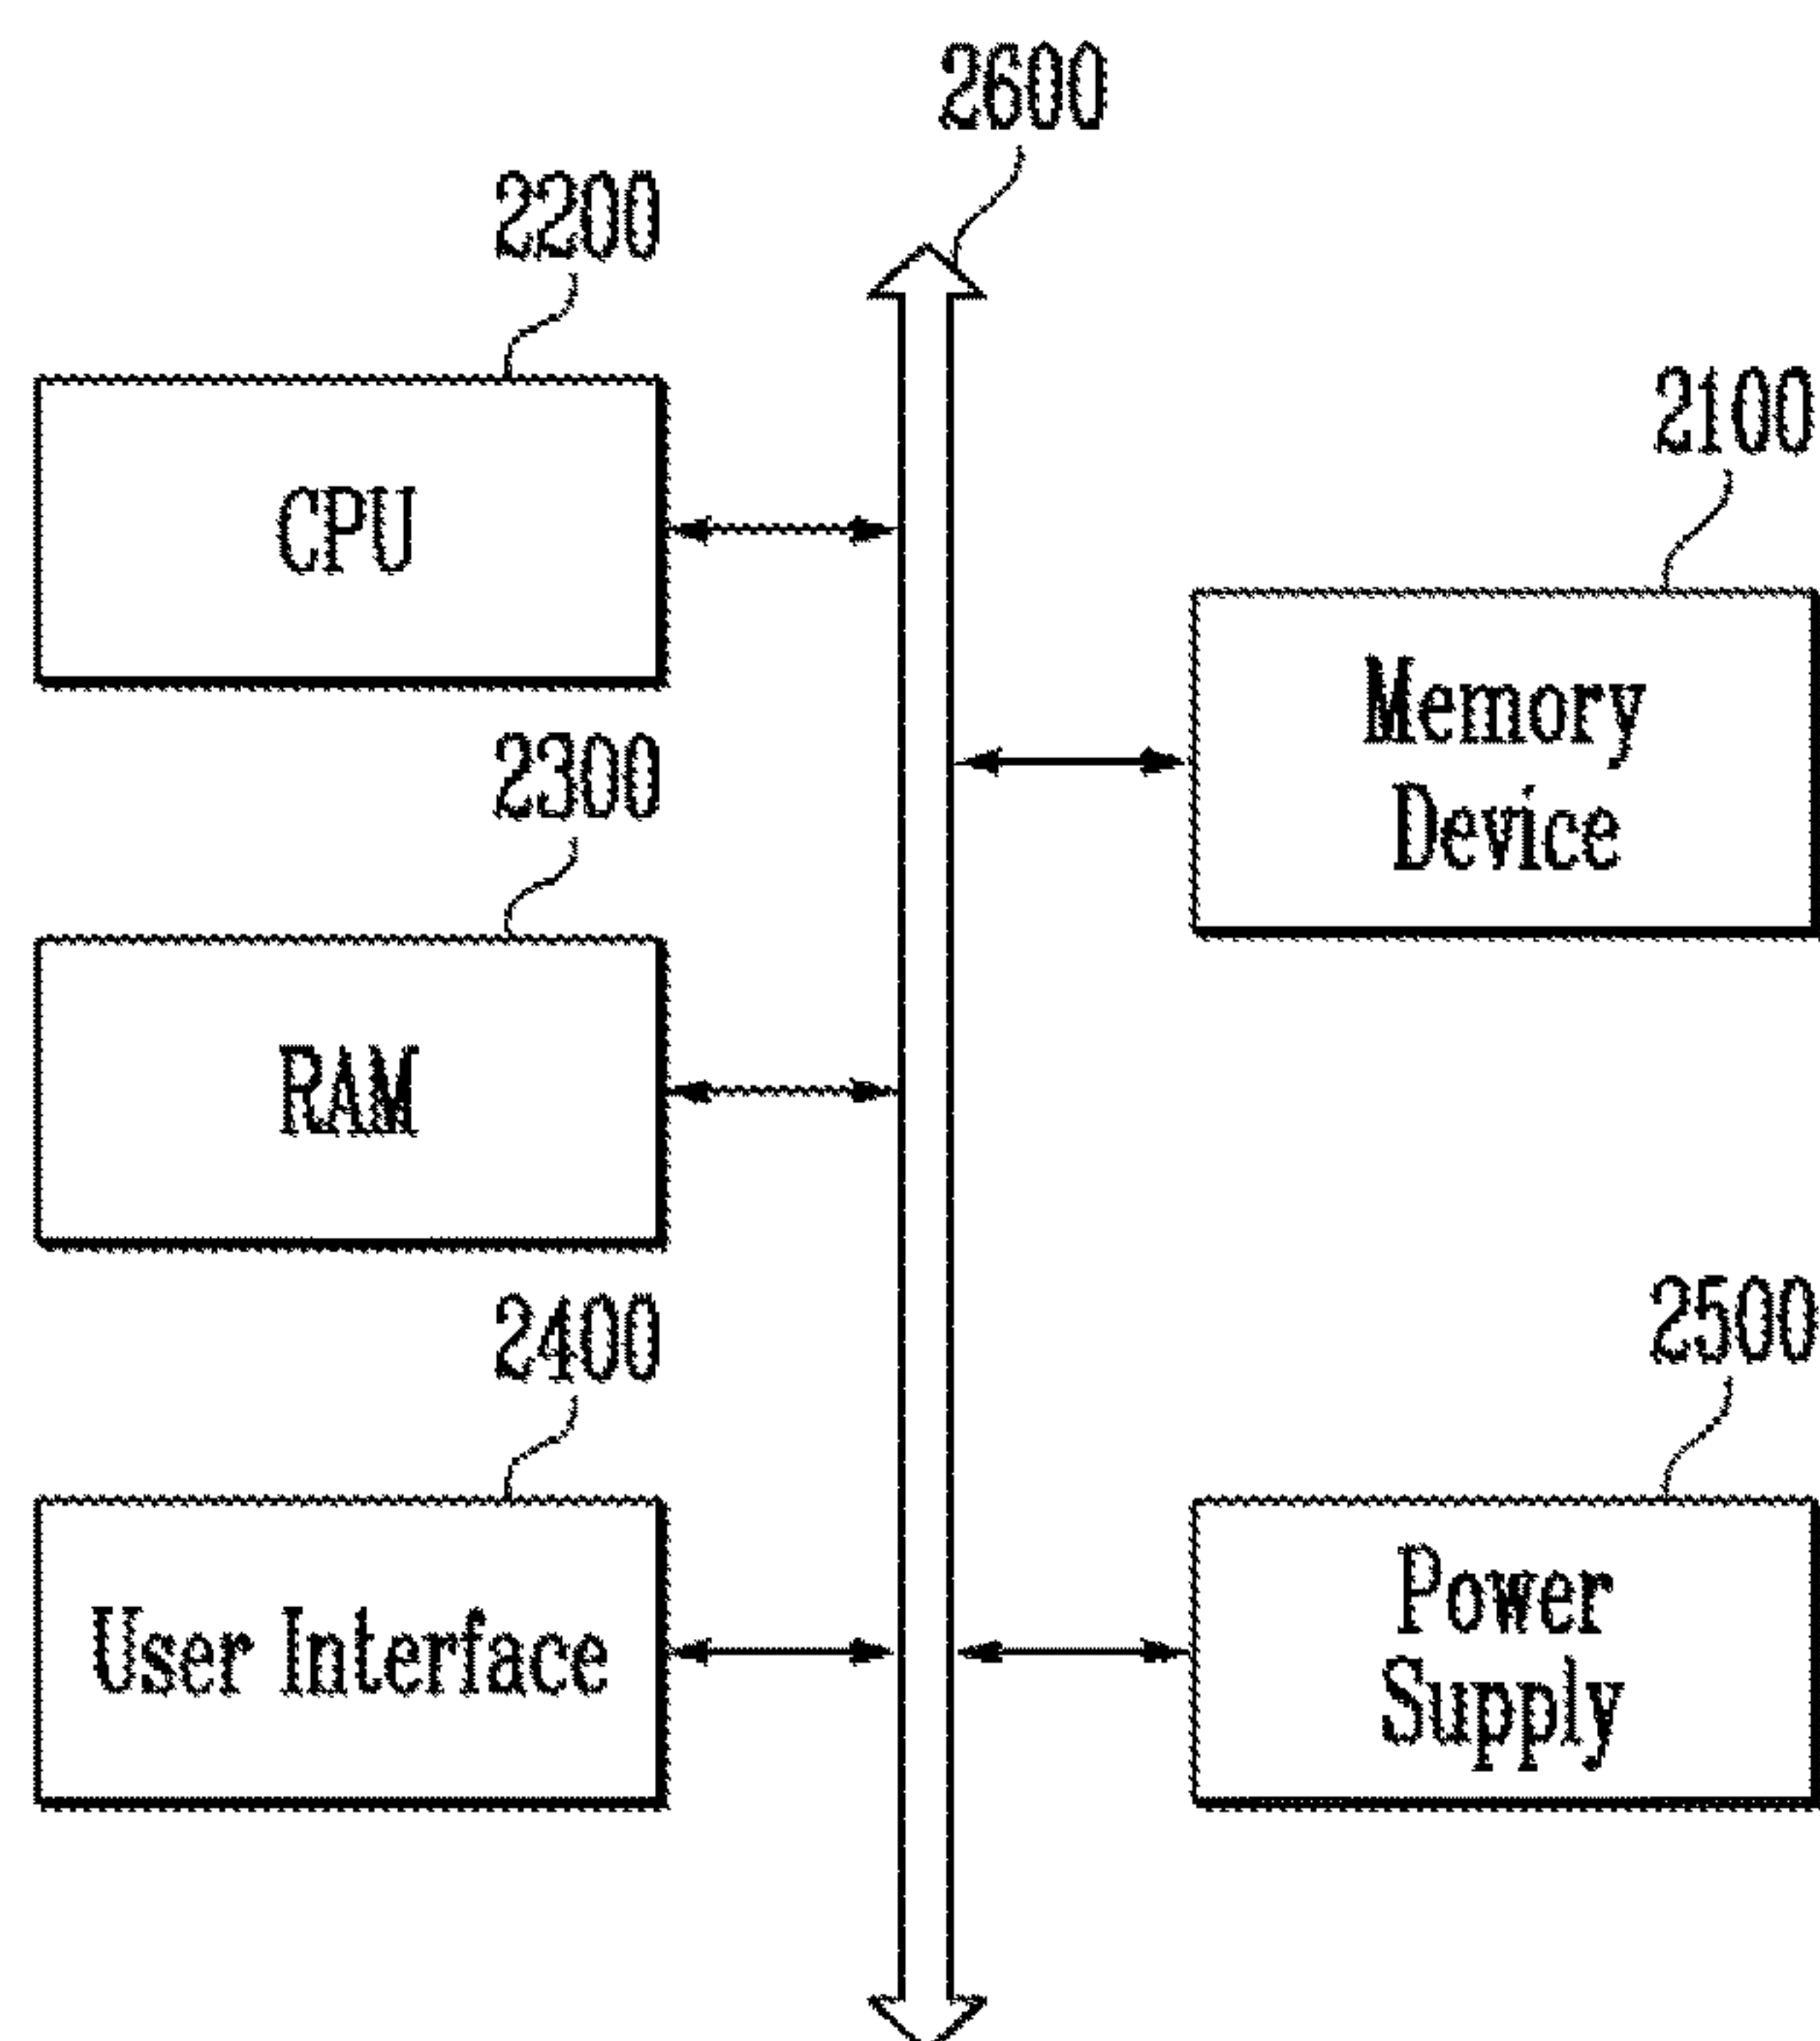 2600
2200
CPU
2100
Memory
Device
2300
RAM
2400
User Interface
2500
Power
Supply